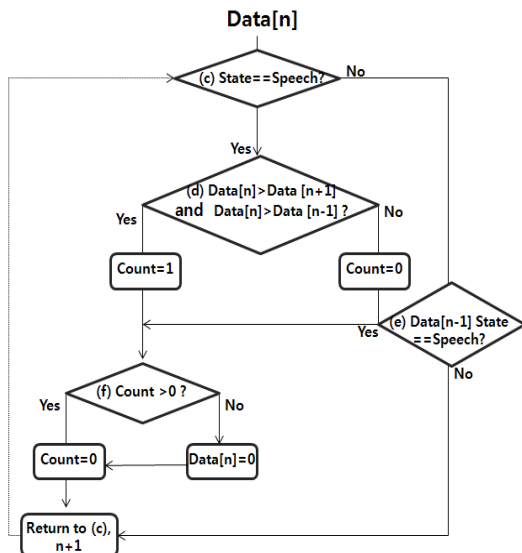 Data[n]
(c) State==Speech?
No
Yes
(d) Data[n]>Data [n+1]
and Data[n]>Data [n-1] ?
Yes
No
Count=1
Count=0
(e) Data[n-1] State
==Speech?
Yes
No
(f) Count >0 ?
Yes
No
Count=0
Data[n]=0
Return to (c),
n+1